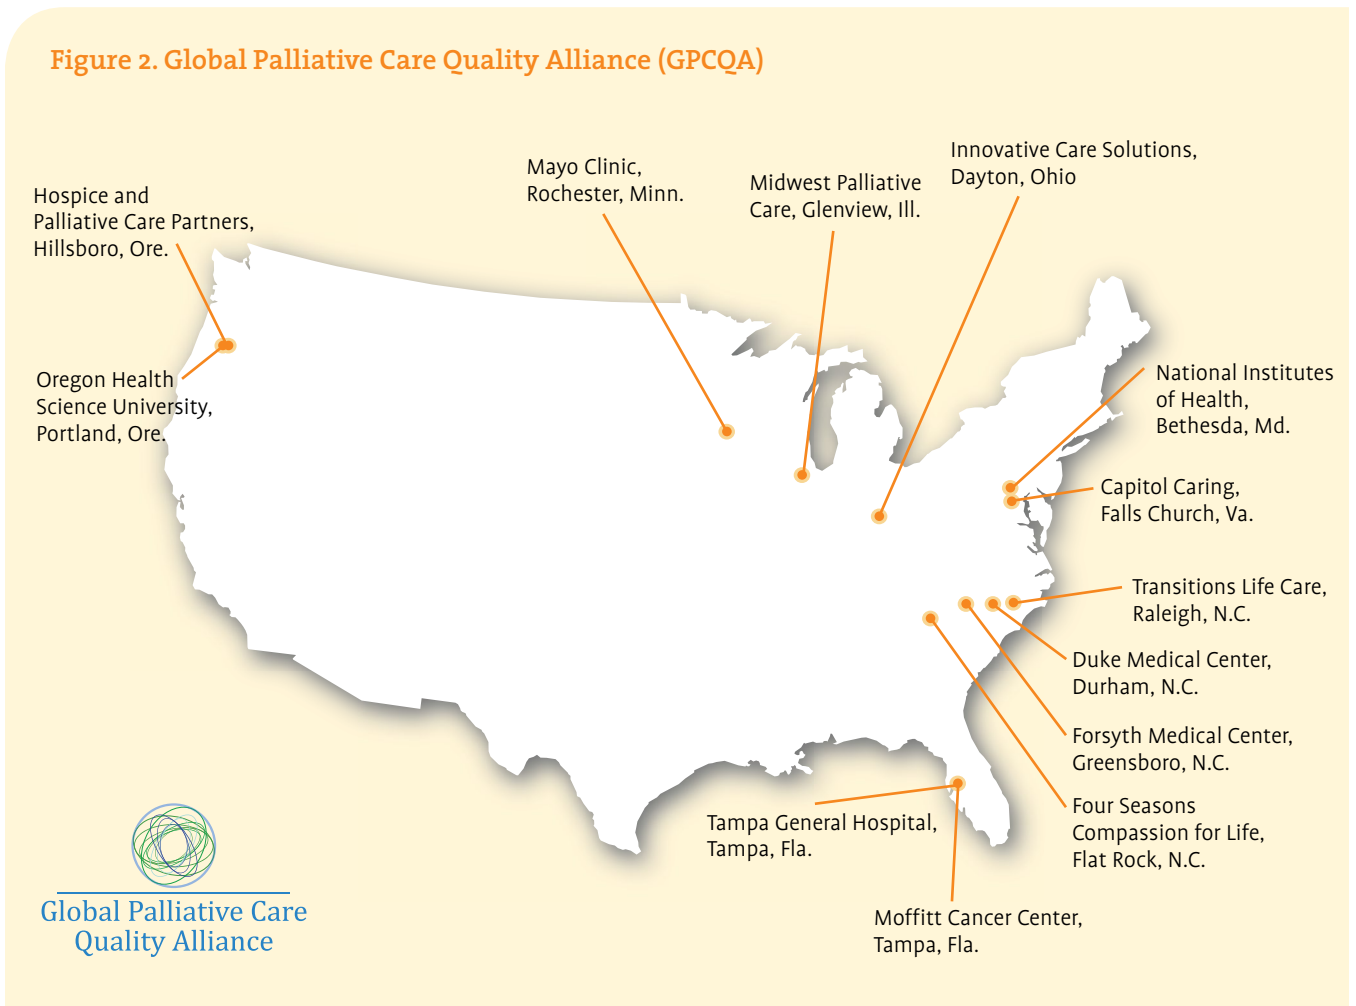 Figure 2. Global Palliative Care Quality Alliance (GPCQA)
Hospice and
Palliative Care Partners,
Hillsboro, Ore.
Oregon Health
Science University,
Portland, Ore.
Mayo Clinic,
Rochester, Minn.
Midwest Palliative
Care, Glenview, Ill.
Innovative Care Solutions,
Dayton, Ohio
National Institutes
of Health,
Bethesda, Md.
Capitol Caring,
Falls Church, Va.
Transitions Life Care,
Raleigh, N.C.
Duke Medical Center,
Durham, N.C.
Forsyth Medical Center,
Greensboro, N.C.
Four Seasons
Compassion for Life,
Flat Rock, N.C.
Tampa General Hospital,
Tampa, Fla.
Moffitt Cancer Center,
Tampa, Fla.
Global Palliative Care
Quality Alliance